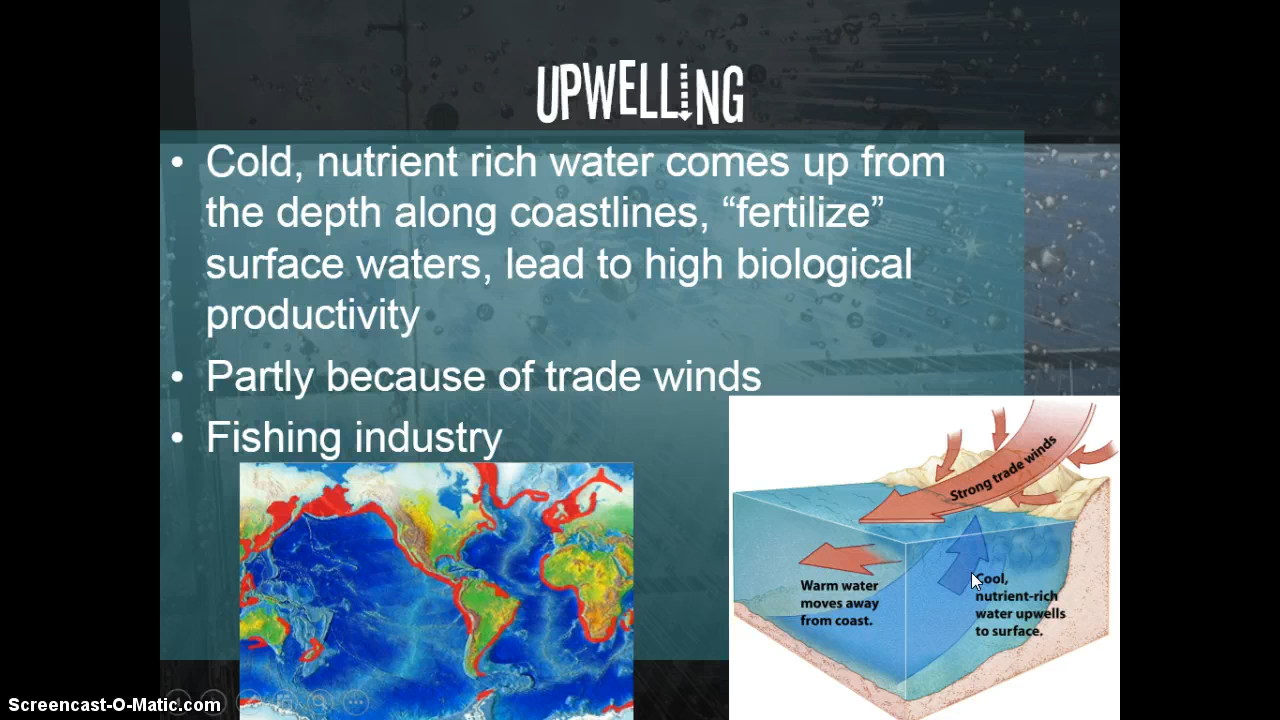 UPWELLING
• Cold, nutrient rich water comes up from
the depth along coastlines, “fertilize”
surface waters, lead to high biological
productivity
• Partly because of trade winds
• Fishing industry
Strong trade winds
Warm water
moves away
from coast.
Cool,
nutrient-rich
water upwells
to surface.
Screencast-O-Matic.com